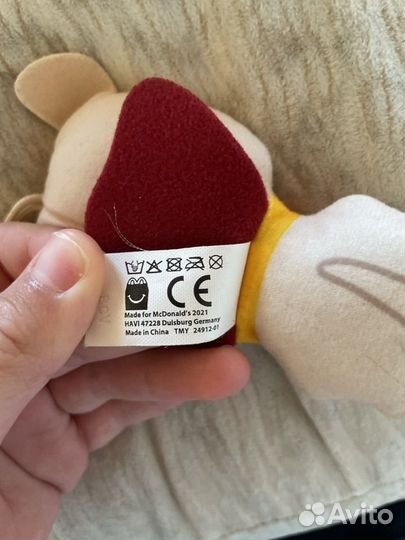 CE
Made for McDonald's 2021
HAVI 47228 Duisburg Germany
Made in China TMY 24912-01
Avito